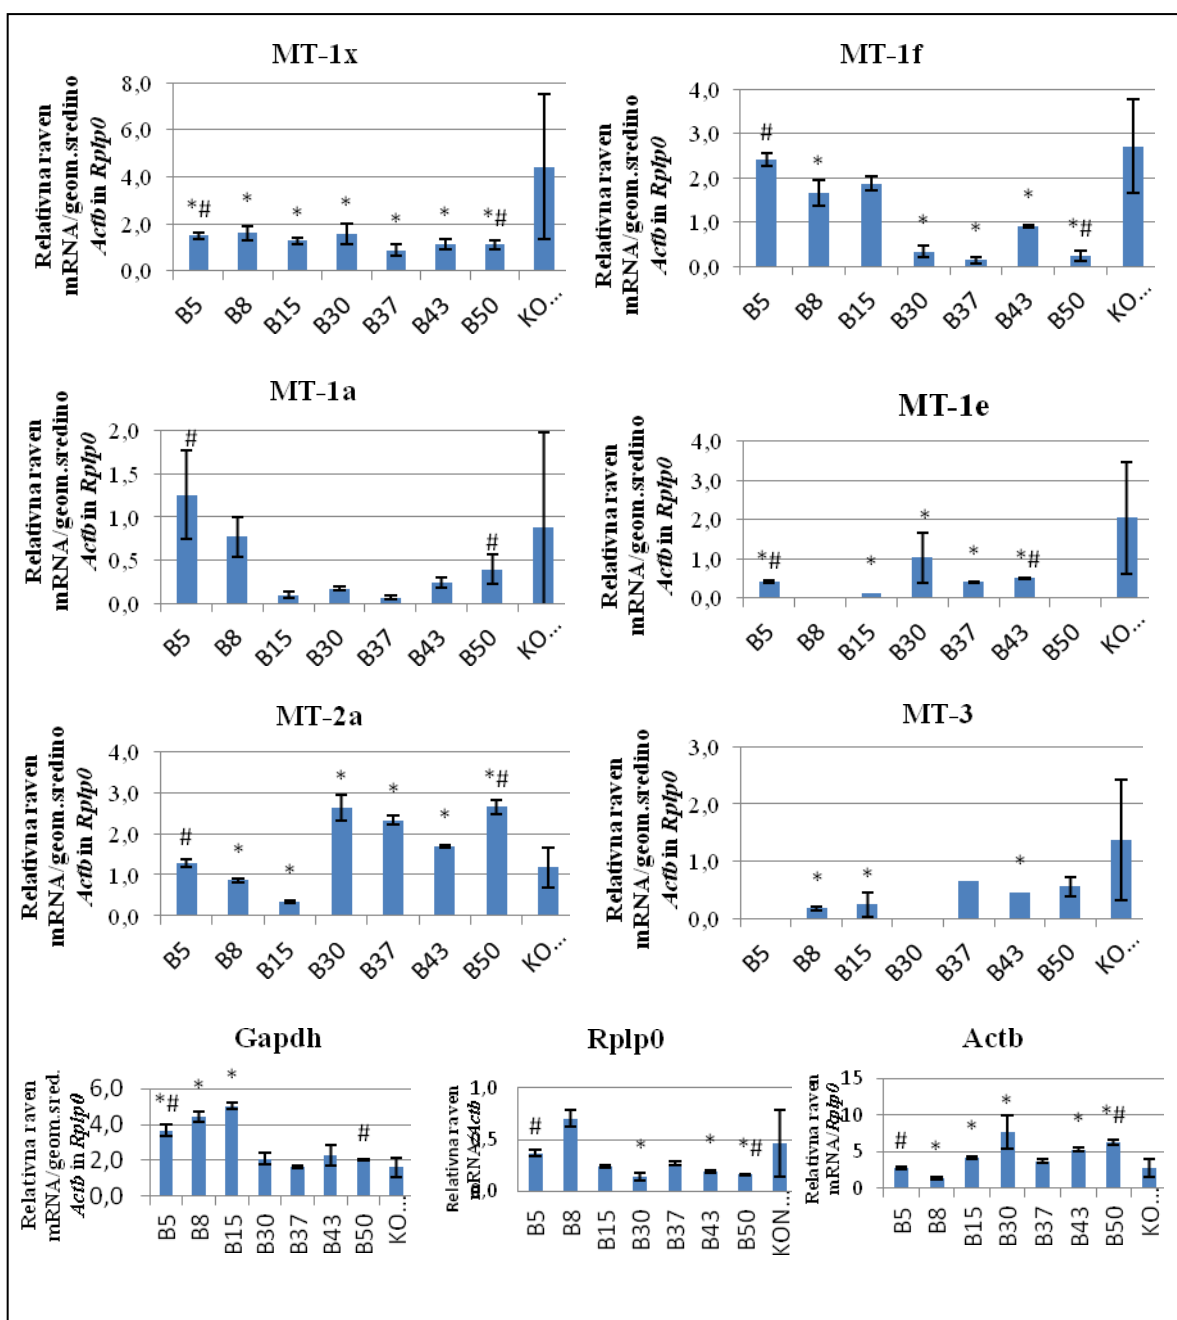 MT-1x
Relativna raven
mRNA/geom.sredino
Actb in Rplp0
8,0
6,0
4,0
2,0
0,0
*# * * * * * *#
B5 B8 B15 B30 B37 B43 B50 KO...
MT-1f
Relativna raven
mRNA/geom.sredino
Actb in Rplp0
4,0
3,0
2,0
1,0
0,0
# * * * * *#
B5 B8 B15 B30 B37 B43 B50 KO...
MT-1a
Relativna raven
mRNA/geom.sredino
Actb in Rplp0
2,0
1,5
1,0
0,5
0,0
# #
B5 B8 B15 B30 B37 B43 B50 KO...
MT-1e
Relativna raven
mRNA/geom.sredino
Actb in Rplp0
4,0
3,0
2,0
1,0
0,0
*# * * * *#
B5 B8 B15 B30 B37 B43 B50 KO...
MT-2a
Relativna raven
mRNA/geom.sredino
Actb in Rplp0
4,0
3,0
2,0
1,0
0,0
# * * * * * *#
B5 B8 B15 B30 B37 B43 B50 KO...
MT-3
Relativna raven
mRNA/geom.sredino
Actb in Rplp0
3,0
2,0
1,0
0,0
* * *
B5 B8 B15 B30 B37 B43 B50 KO...
Gapdh
Relativna raven
mRNA/geom.sred.
Actb in Rplp0
6,0
4,0
2,0
0,0
*# * * #
B5 B8 B15 B30 B37 B43 B50 KO...
Rplp0
Relativna raven
mRNA/Actb
1,0
0,5
0,0
# * * *#
B5 B8 B15 B30 B37 B43 B50 KON...
Actb
Relativna raven
mRNA/Rplp0
15
10
5
0
# * * * * *#
B5 B8 B15 B30 B37 B43 B50 KO...